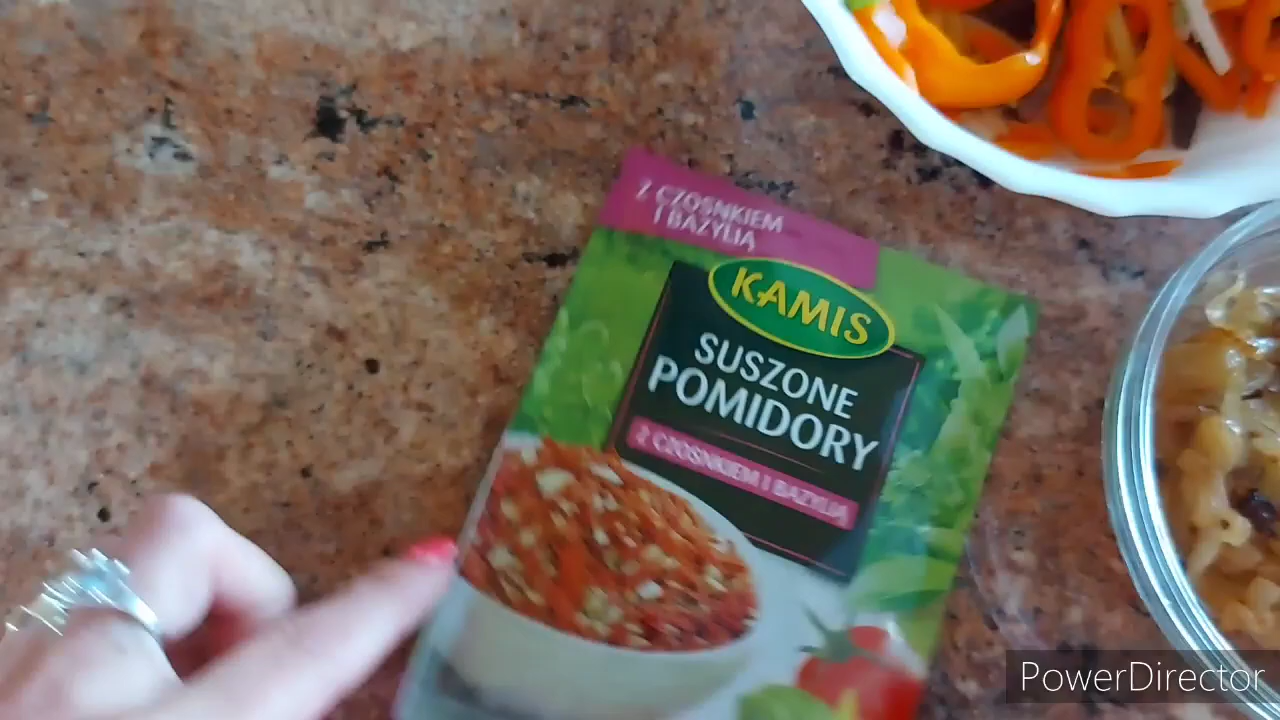 Z CZOSNKIEM
I BAZYLIĄ
KAMIS
SUSZONE
POMIDORY
Z CZOSNKIEM I BAZYLIĄ
PowerDirector